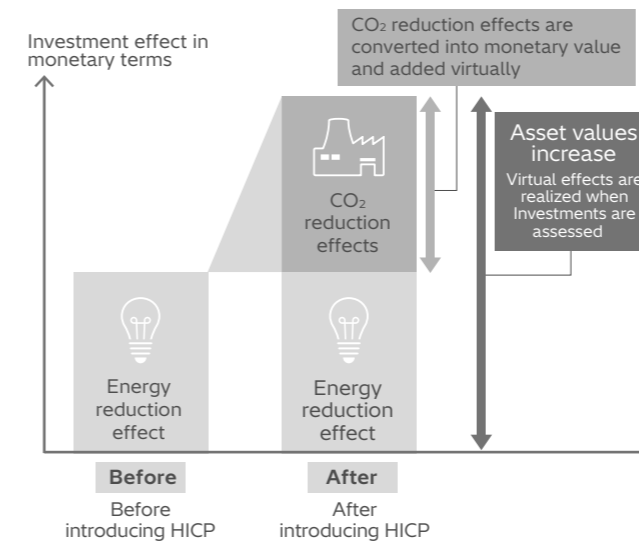 Investment effect in
monetary terms
CO₂ reduction effects are
converted into monetary value
and added virtually
Asset values
increase
Virtual effects are
realized when
Investments are
assessed
CO₂
reduction
effects
Energy
reduction
effect
Energy
reduction
effect
Before
After
Before
introducing HICP
After
introducing HICP